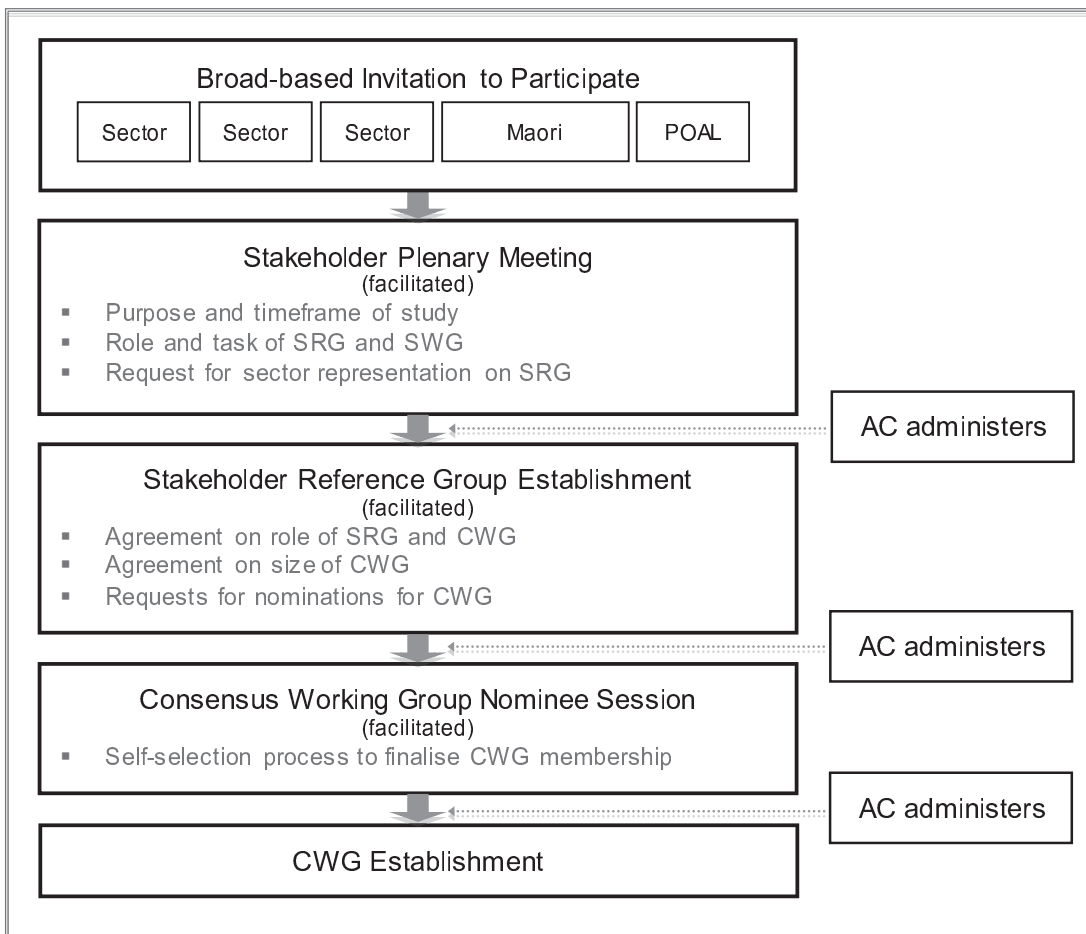 Broad-based Invitation to Participate
Sector Sector Sector Maori POAL
Stakeholder Plenary Meeting
(facilitated)
▪ Purpose and timeframe of study
▪ Role and task of SRG and SWG
▪ Request for sector representation on SRG
AC administers
Stakeholder Reference Group Establishment
(facilitated)
▪ Agreement on role of SRG and CWG
▪ Agreement on size of CWG
▪ Requests for nominations for CWG
AC administers
Consensus Working Group Nominee Session
(facilitated)
▪ Self-selection process to finalise CWG membership
AC administers
CWG Establishment